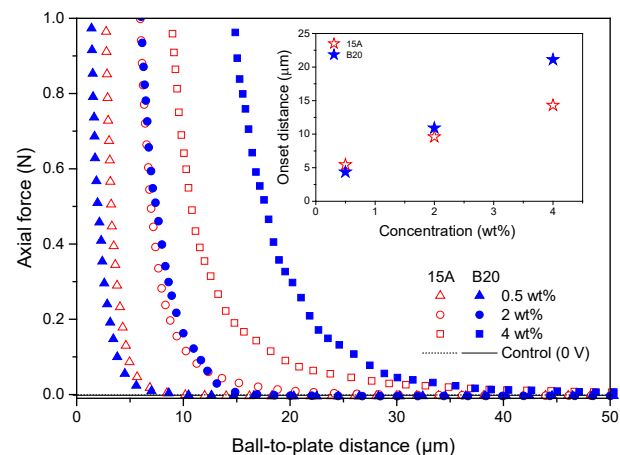 1.0
0.8
0.6
0.4
0.2
0.0
Axial force (N)
0
10
20
30
40
50
Ball-to-plate distance (µm)
25
20
15
10
5
0
Onset distance (µm)
15A
B20
0
1
2
3
4
Concentration (wt%)
15A B20
0.5 wt%
2 wt%
4 wt%
Control (0 V)